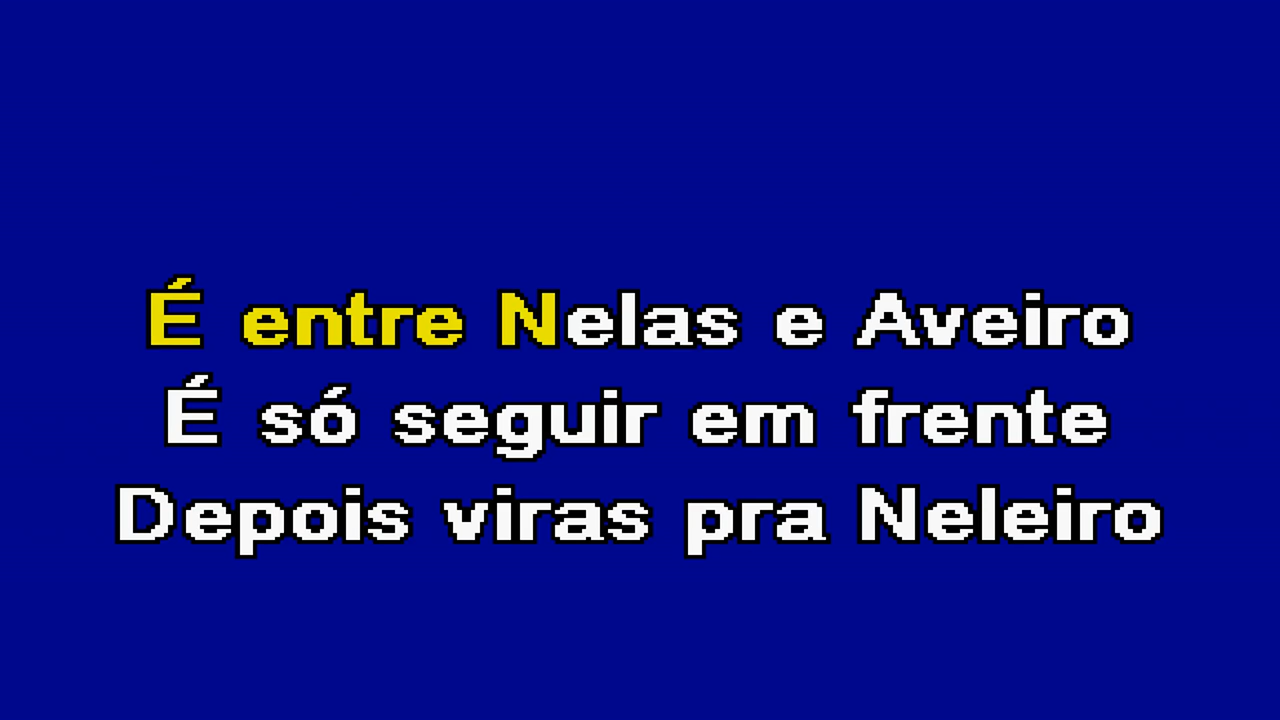 É entre Nelas e Aveiro
É só seguir em frente
Depois viras pra Neleiro